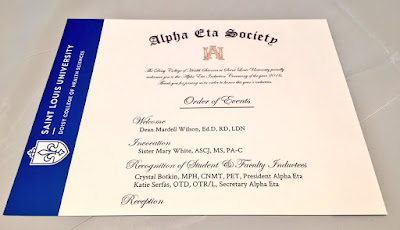 SAINT LOUIS UNIVERSITY
DOISY COLLEGE OF HEALTH SCIENCES
Alpha Eta Society
The Doisy College of Health Sciences at Saint Louis University proudly
welcomes you to the Alpha Eta Induction Ceremony of the year 2016.
Thank you for joining us in order to honor this year's inductees.
Order of Events
Welcome
Dean Mardell Wilson, Ed.D, RD, LDN
Invocation
Sister Mary White, ASCJ, MS, PA-C
Recognition of Student & Faculty Inductees
Crystal Botkin, MPH, CNMT, PET, President Alpha Eta
Katie Serfas, OTD, OTR/L, Secretary Alpha Eta
Reception